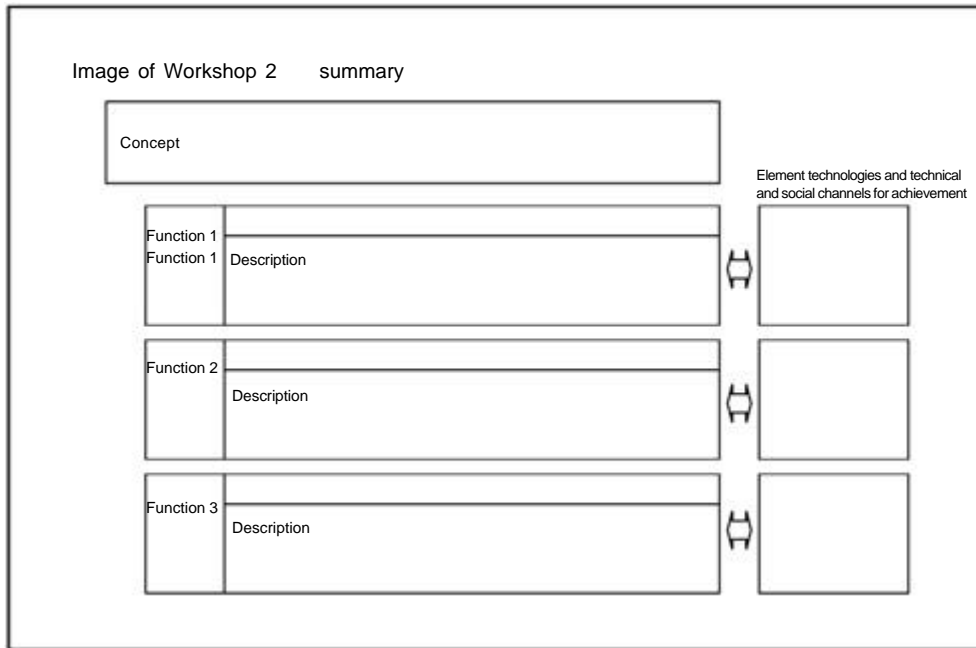 Image of Workshop 2 summary
Concept
Element technologies and technical
and social channels for achievement
Function 1
Function 1
Description
Function 2
Description
Function 3
Description